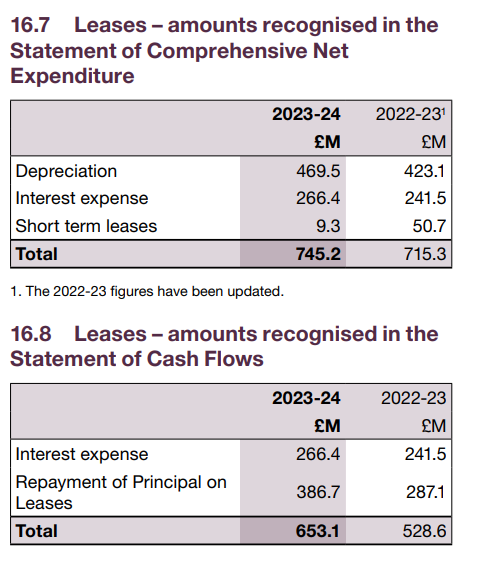 16.7 Leases – amounts recognised in the
Statement of Comprehensive Net
Expenditure
2023-24 2022-23¹
£M £M
Depreciation 469.5 423.1
Interest expense 266.4 241.5
Short term leases 9.3 50.7
Total 745.2 715.3
1. The 2022-23 figures have been updated.
16.8 Leases – amounts recognised in the
Statement of Cash Flows
2023-24 2022-23
£M £M
Interest expense 266.4 241.5
Repayment of Principal on
Leases 386.7 287.1
Total 653.1 528.6